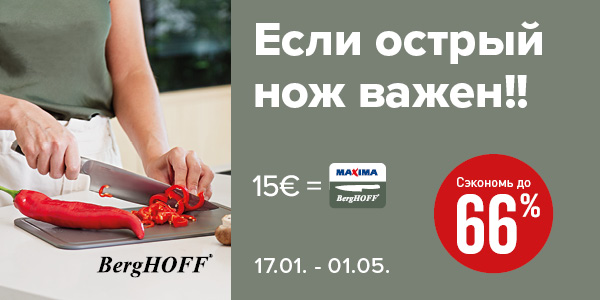 Если острый
нож важен!!
15€ =
MAXIMA
BergHOFF
Сэкономь до
66%
BergHOFF*
17.01. - 01.05.